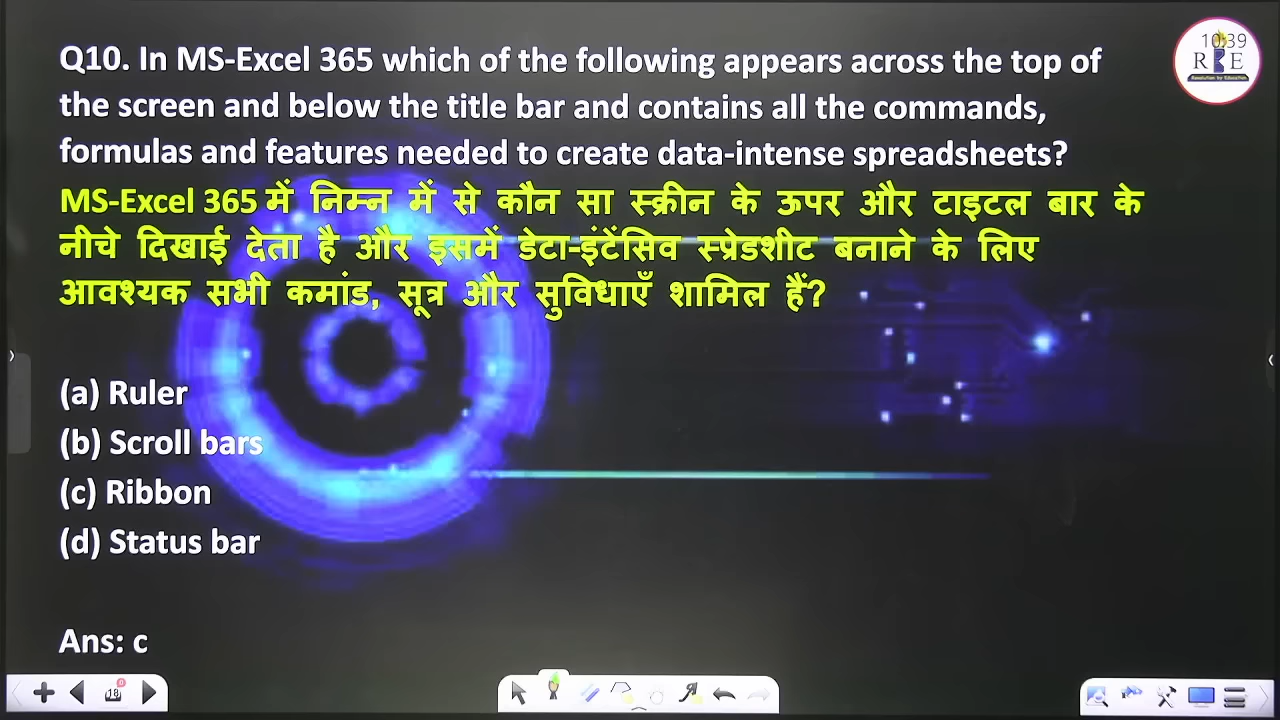 Q10. In MS-Excel 365 which of the following appears across the top of
the screen and below the title bar and contains all the commands,
formulas and features needed to create data-intense spreadsheets?
MS-Excel 365 में निम्न में से कौन सा स्क्रीन के ऊपर और टाइटल बार के
नीचे दिखाई देता है और इसमें डेटा-इंटेंसिव स्प्रेडशीट बनाने के लिए
आवश्यक सभी कमांड, सूत्र और सुविधाएँ शामिल हैं?
(a) Ruler
(b) Scroll bars
(c) Ribbon
(d) Status bar
Ans: c
10:39
R E
18